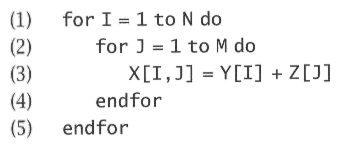 (1) for I = 1 to N do
(2) for J = 1 to M do
(3) X[I,J] = Y[I] + Z[J]
(4) endfor
(5) endfor